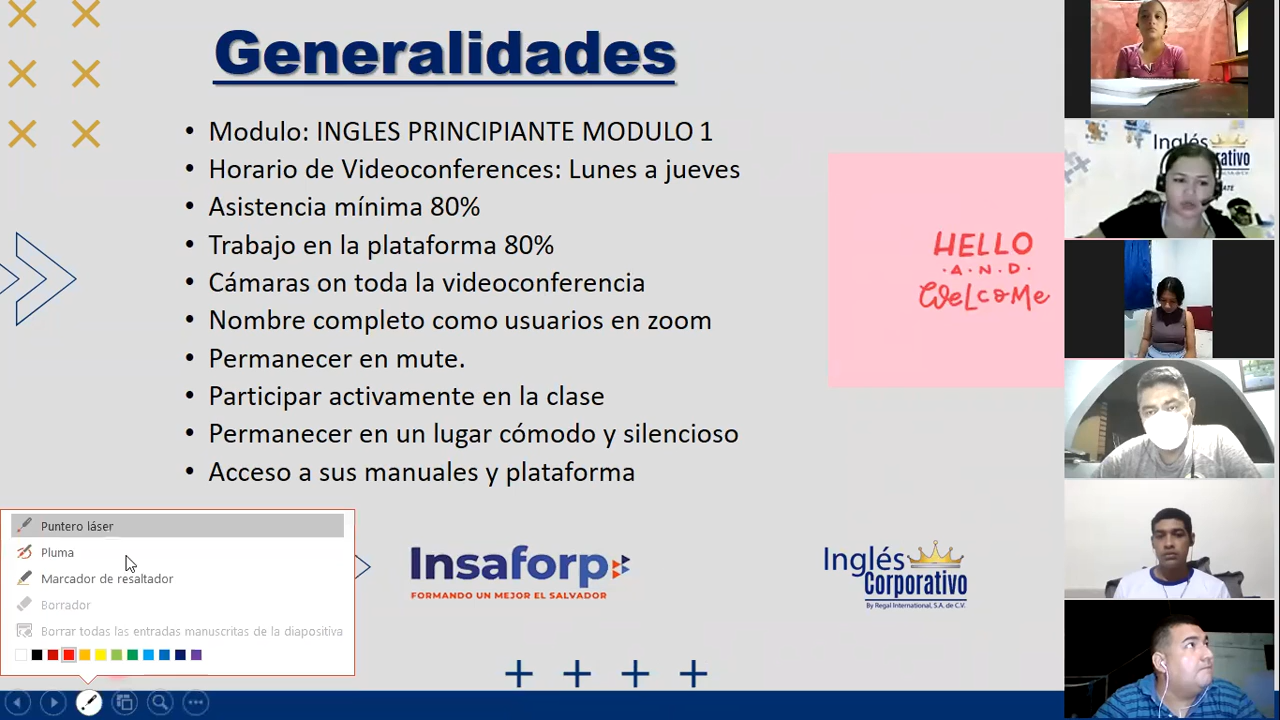 Generalidades
• Modulo: INGLES PRINCIPIANTE MODULO 1
• Horario de Videoconferences: Lunes a jueves
• Asistencia mínima 80%
• Trabajo en la plataforma 80%
• Cámaras on toda la videoconferencia
• Nombre completo como usuarios en zoom
• Permanecer en mute.
• Participar activamente en la clase
• Permanecer en un lugar cómodo y silencioso
• Acceso a sus manuales y plataforma
HELLO
·A·N·D·
WeLcoMe
Puntero láser
Pluma
Marcador de resaltador
Borrador
Borrar todas las entradas manuscritas de la diapositiva
Insaforp
FORMANDO UN MEJOR EL SALVADOR
Inglés
Corporativo
By Regal International, S.A. de C.V.
Inglés